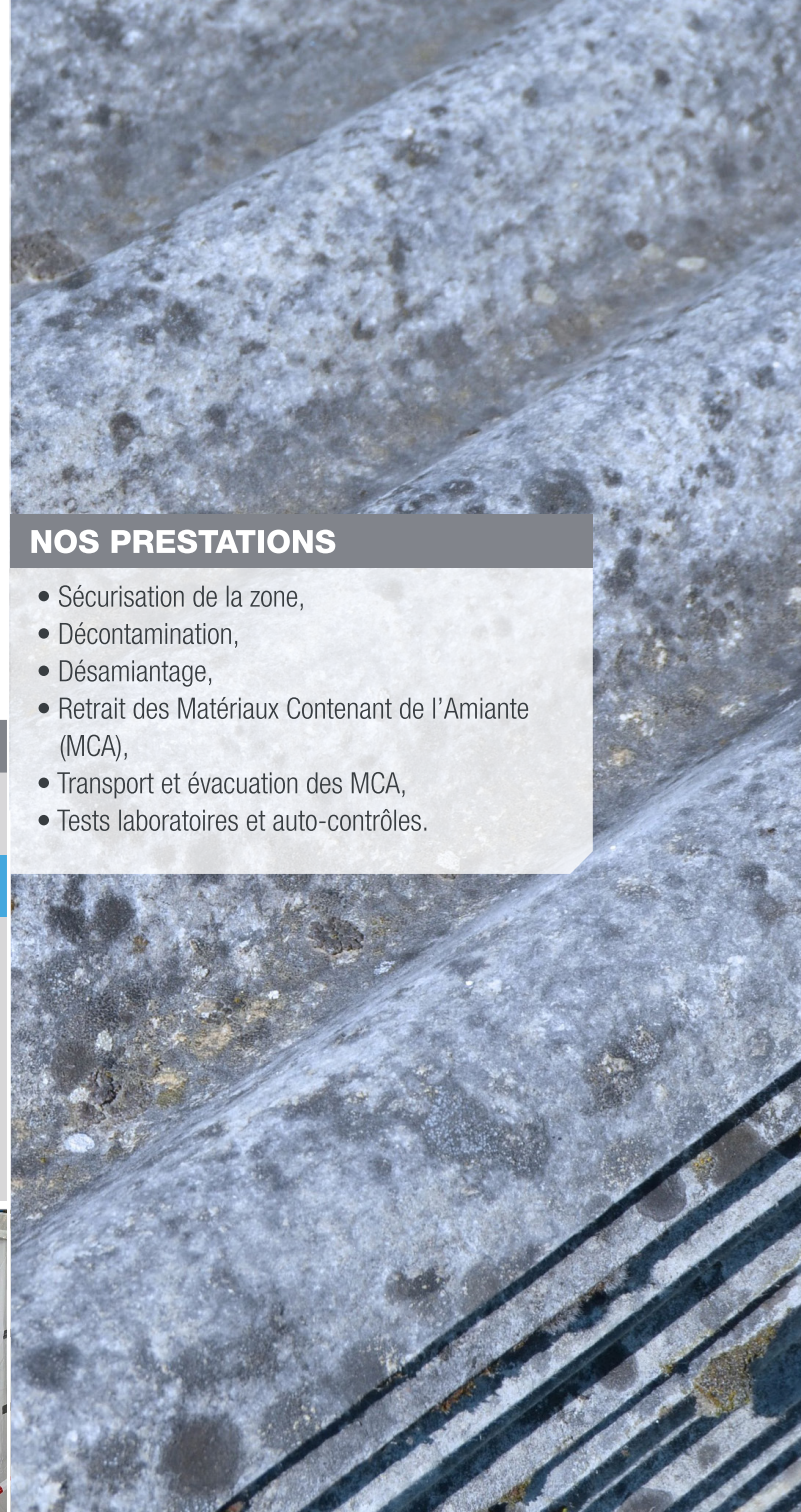 NOS PRESTATIONS
• Sécurisation de la zone,
• Décontamination,
• Désamiantage,
• Retrait des Matériaux Contenant de l’Amiante
(MCA),
• Transport et évacuation des MCA,
• Tests laboratoires et auto-contrôles.